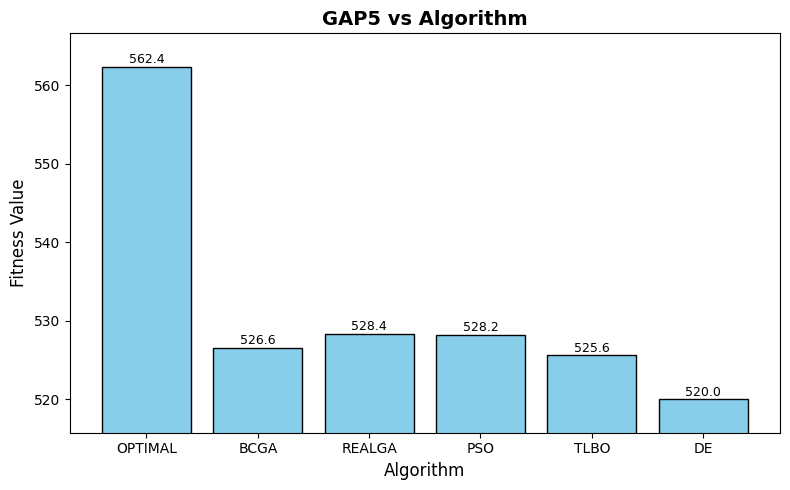 GAP5 vs Algorithm
562.4
560
550
540
530
520
526.6
528.4
528.2
525.6
520.0
Fitness Value
OPTIMAL BCGA REALGA PSO TLBO DE
Algorithm